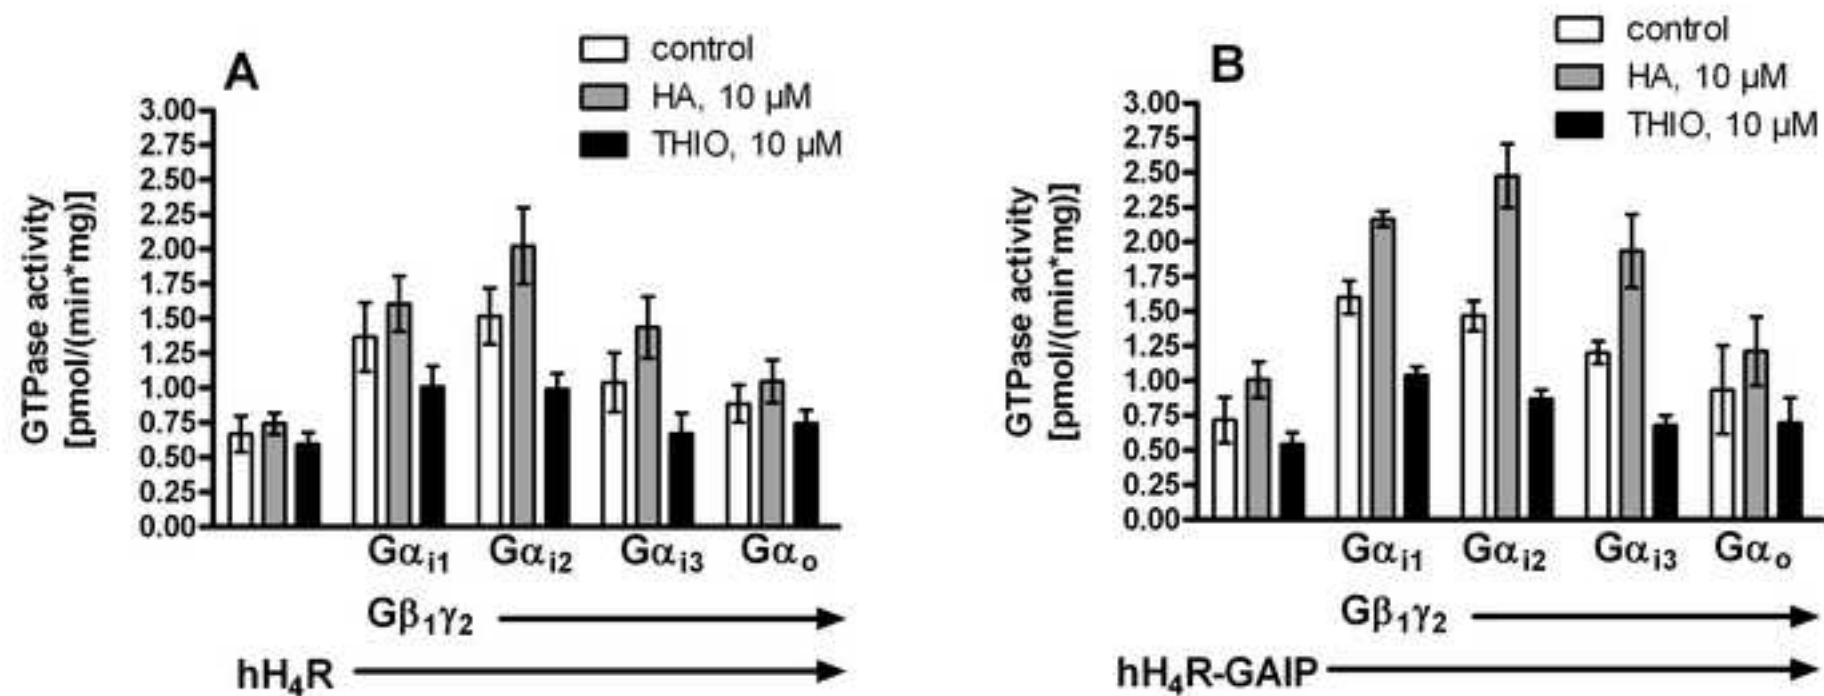 A
control
HA, 10 µM
THIO, 10 µM
GTPase activity
[pmol/(min*mg)]
3.00
2.75
2.50
2.25
2.00
1.75
1.50
1.25
1.00
0.75
0.50
0.25
0.00
Gαi1 Gαi2 Gαi3 Gαo
Gβ1γ2
hH4R
B
control
HA, 10 µM
THIO, 10 µM
GTPase activity
[pmol/(min*mg)]
3.00
2.75
2.50
2.25
2.00
1.75
1.50
1.25
1.00
0.75
0.50
0.25
0.00
Gαi1 Gαi2 Gαi3 Gαo
Gβ1γ2
hH4R-GAIP